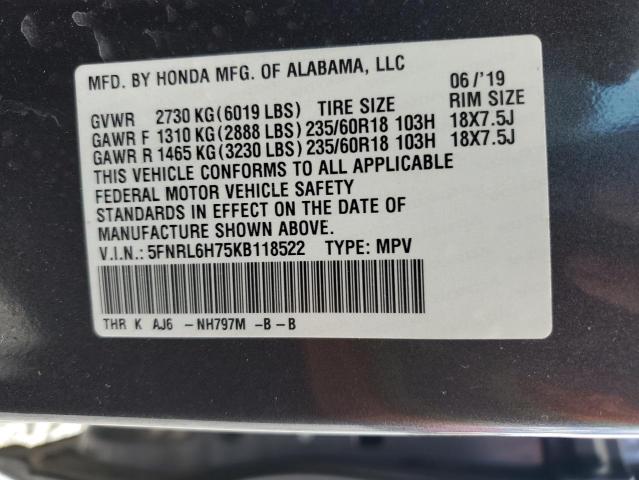 MFD. BY HONDA MFG. OF ALABAMA, LLC 06/'19
GVWR 2730 KG(6019 LBS) TIRE SIZE RIM SIZE
GAWR F 1310 KG(2888 LBS)235/60R18 103H 18X7.5J
GAWR R 1465 KG(3230 LBS)235/60R18 103H 18X7.5J
THIS VEHICLE CONFORMS TO ALL APPLICABLE
FEDERAL MOTOR VEHICLE SAFETY
STANDARDS IN EFFECT ON THE DATE OF
MANUFACTURE SHOWN ABOVE.
V.I.N.: 5FNRL6H75KB118522 TYPE: MPV
THR K AJ6 -NH797M -B-B